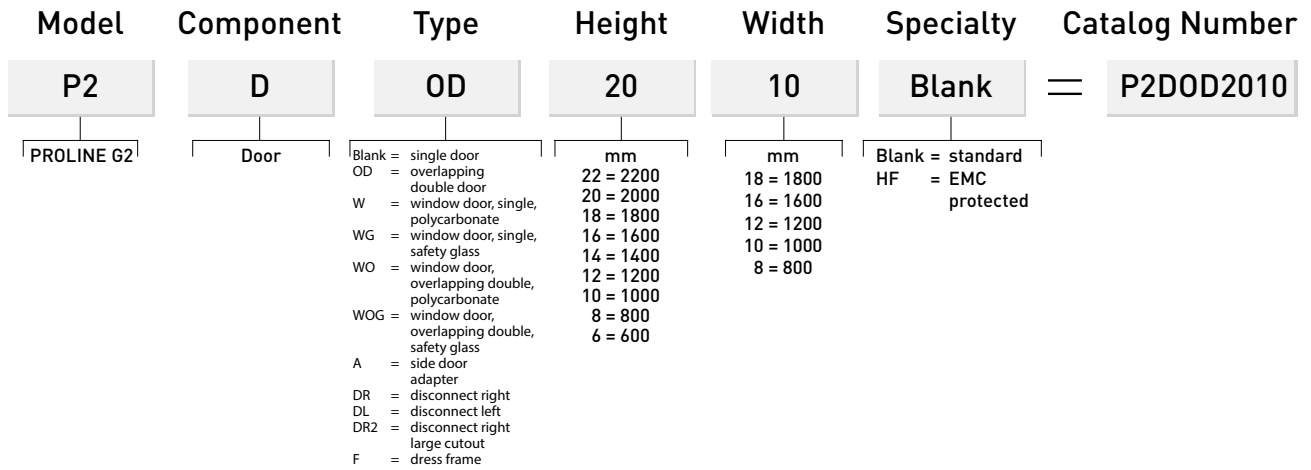 Model Component Type Height Width Specialty Catalog Number
P2 D OD 20 10 Blank = P2DOD2010
PROLINE G2
Door
Blank = single door
OD = overlapping
double door
W = window door, single,
polycarbonate
WG = window door, single,
safety glass
WO = window door,
overlapping double,
polycarbonate
WOG = window door,
overlapping double,
safety glass
A = side door
adapter
DR = disconnect right
DL = disconnect left
DR2 = disconnect right
large cutout
F = dress frame
mm
22 = 2200
20 = 2000
18 = 1800
16 = 1600
14 = 1400
12 = 1200
10 = 1000
8 = 800
6 = 600
mm
18 = 1800
16 = 1600
12 = 1200
10 = 1000
8 = 800
Blank = standard
HF = EMC
protected